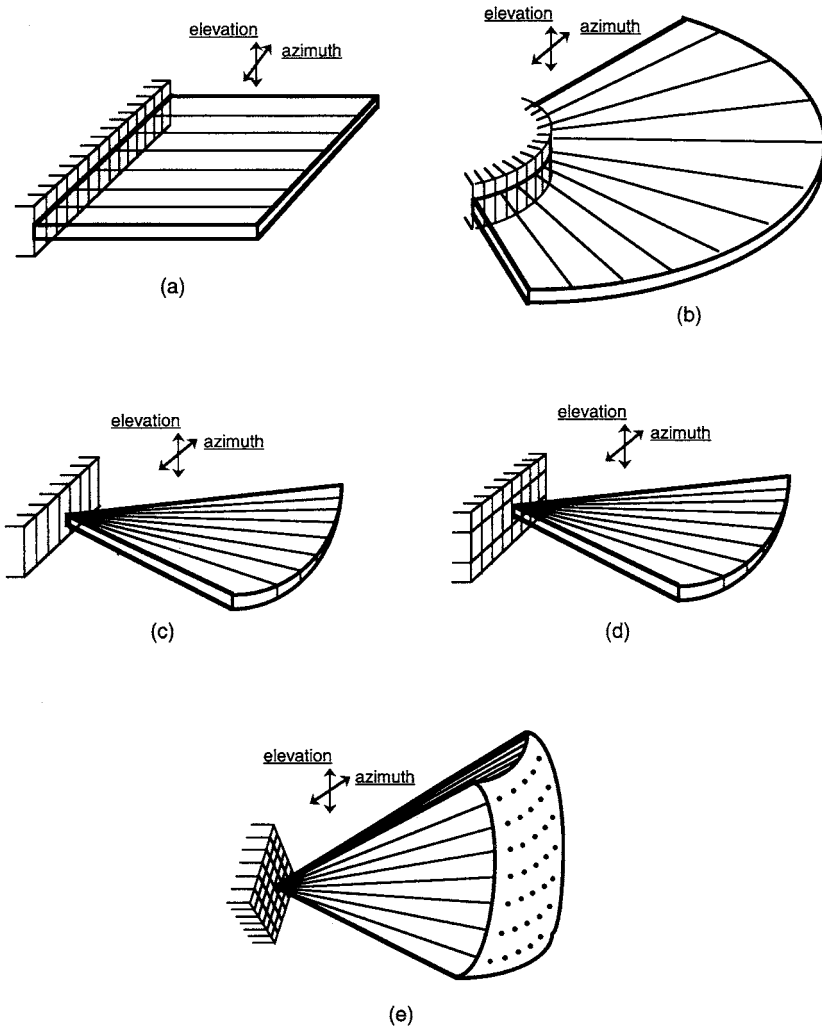 elevation
azimuth
(a)
elevation
azimuth
(b)
elevation
azimuth
(c)
elevation
azimuth
(d)
elevation
azimuth
(e)